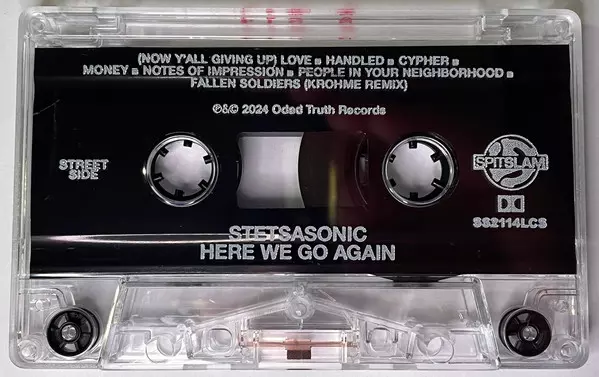 (NOW Y'ALL GIVING UP) LOVE ■ HANDLED ■ CYPHER ■
MONEY ■ NOTES OF IMPRESSION ■ PEOPLE IN YOUR NEIGHBORHOOD ■
FALLEN SOLDIERS (KROHME REMIX)
℗&© 2024 Odad Truth Records
STREET
SIDE
SPITSLAM
SS2114LCS
STETSASONIC
HERE WE GO AGAIN